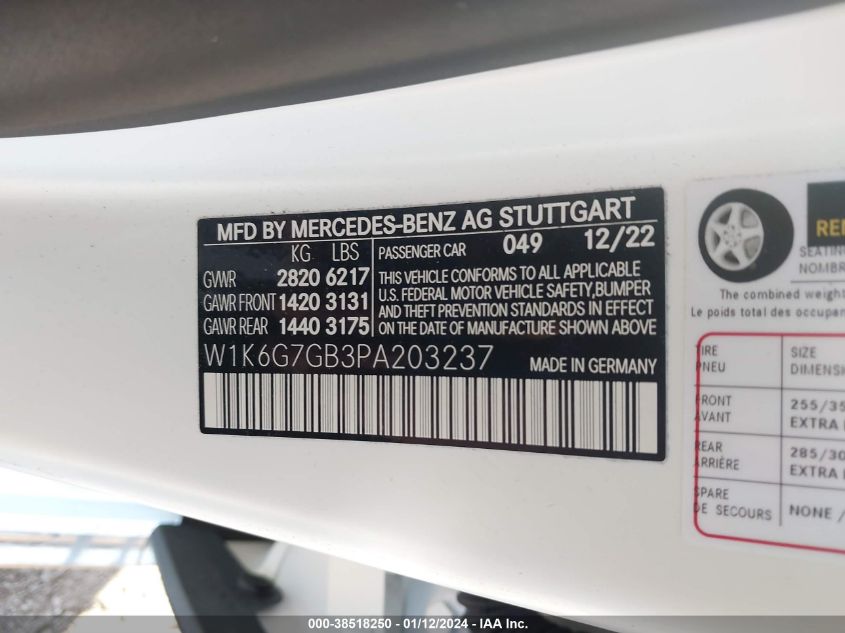 MFD BY MERCEDES-BENZ AG STUTTGART
KG LBS
GVWR 2820 6217
GAWR FRONT 1420 3131
GAWR REAR 1440 3175
PASSENGER CAR 049 12/22
THIS VEHICLE CONFORMS TO ALL APPLICABLE
U.S. FEDERAL MOTOR VEHICLE SAFETY,BUMPER
AND THEFT PREVENTION STANDARDS IN EFFECT
ON THE DATE OF MANUFACTURE SHOWN ABOVE
W1K6G7GB3PA203237 MADE IN GERMANY
The combined weight
Le poids total des
TIRE SIZE
PNEU
FRONT 255/35
AVANT EXTRA
REAR 285/30
ARRIÈRE EXTRA
SPARE NONE /
DE SECOURS
000-38518250 - 01/12/2024 - IAA Inc.